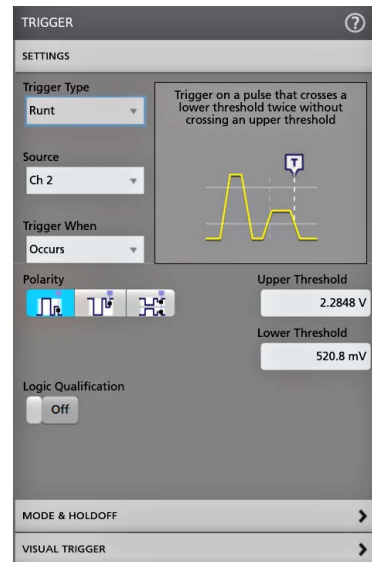 TRIGGER
?
SETTINGS
Trigger Type
Runt
Trigger on a pulse that crosses a
lower threshold twice without
crossing an upper threshold
T
Source
Ch 2
Trigger When
Occurs
Polarity
Upper Threshold
2.2848 V
Lower Threshold
520.8 mV
Logic Qualification
Off
MODE & HOLDOFF
VISUAL TRIGGER